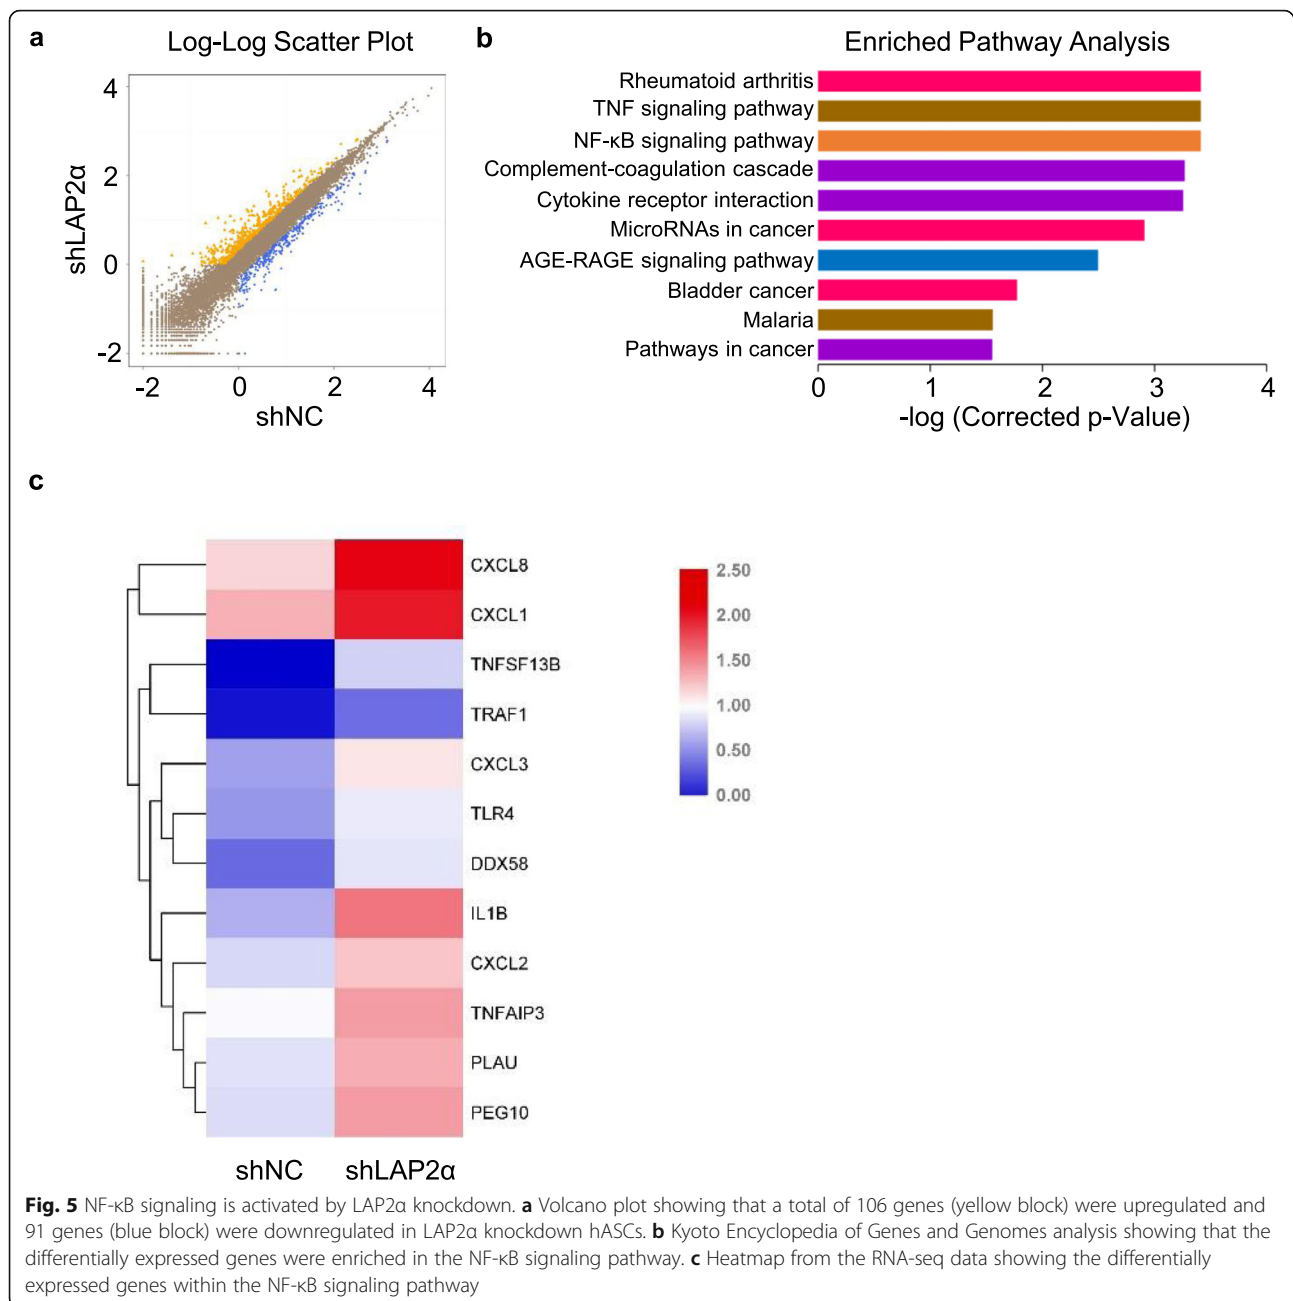 a
Log-Log Scatter Plot
4
2
0
-2
shLAP2α
-2 0 2 4
shNC
b
Enriched Pathway Analysis
Rheumatoid arthritis
TNF signaling pathway
NF-κB signaling pathway
Complement-coagulation cascade
Cytokine receptor interaction
MicroRNAs in cancer
AGE-RAGE signaling pathway
Bladder cancer
Malaria
Pathways in cancer
0 1 2 3 4
-log (Corrected p-Value)
c
CXCL8
CXCL1
TNFSF13B
TRAF1
CXCL3
TLR4
DDX58
IL1B
CXCL2
TNFAIP3
PLAU
PEG10
shNC shLAP2α
2.50
2.00
1.50
1.00
0.50
0.00
Fig. 5 NF-κB signaling is activated by LAP2α knockdown. a Volcano plot showing that a total of 106 genes (yellow block) were upregulated and
91 genes (blue block) were downregulated in LAP2α knockdown hASCs. b Kyoto Encyclopedia of Genes and Genomes analysis showing that the
differentially expressed genes were enriched in the NF-κB signaling pathway. c Heatmap from the RNA-seq data showing the differentially
expressed genes within the NF-κB signaling pathway